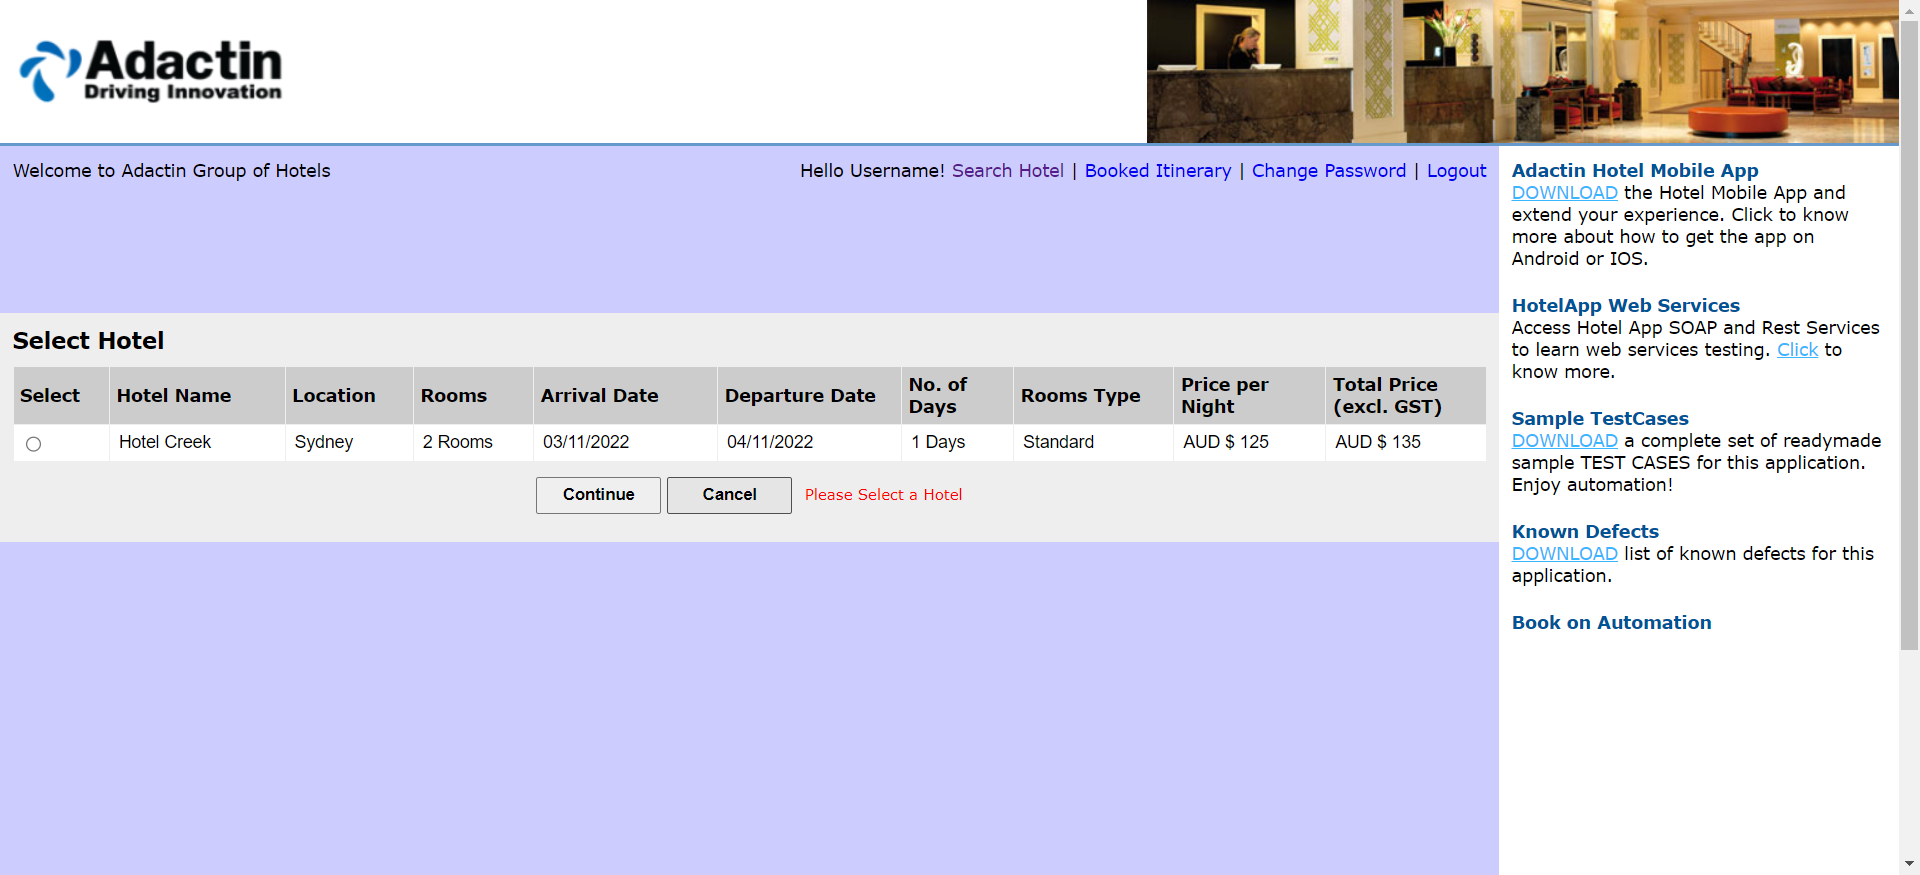 Adactin
Driving Innovation
Welcome to Adactin Group of Hotels
Hello Username! Search Hotel | Booked Itinerary | Change Password | Logout
Select Hotel
Select Hotel Name Location Rooms Arrival Date Departure Date No. of Days Rooms Type Price per Night Total Price (excl. GST)
Hotel Creek Sydney 2 Rooms 03/11/2022 04/11/2022 1 Days Standard AUD $ 125 AUD $ 135
Continue Cancel Please Select a Hotel
Adactin Hotel Mobile App
DOWNLOAD the Hotel Mobile App and
extend your experience. Click to know
more about how to get the app on
Android or IOS.
HotelApp Web Services
Access Hotel App SOAP and Rest Services
to learn web services testing. Click to
know more.
Sample TestCases
DOWNLOAD a complete set of readymade
sample TEST CASES for this application.
Enjoy automation!
Known Defects
DOWNLOAD list of known defects for this
application.
Book on Automation